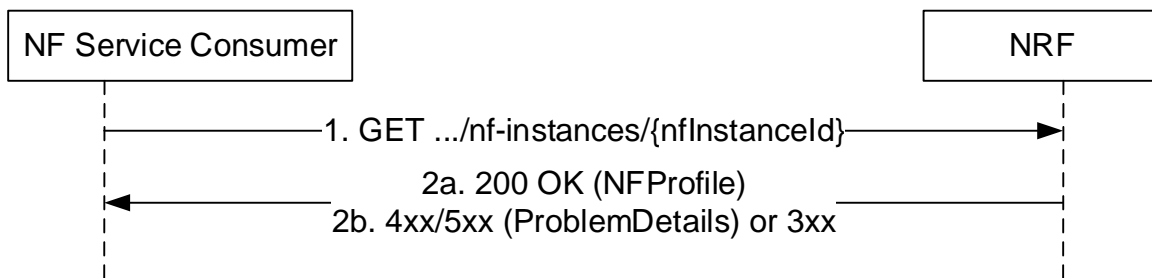 NF Service Consumer
NRF
1. GET .../nf-instances/{nfInstanceId}
2a. 200 OK (NFProfile)
2b. 4xx/5xx (ProblemDetails) or 3xx